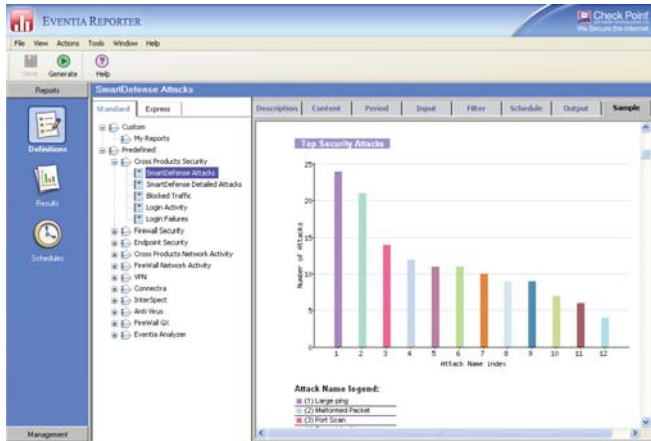 EVENTIA REPORTER
Check Point
We Secure the Internet
File View Actions Tools Window Help
Save Generate Help
Reports
SmartDefense Attacks
Standard Express
Description Content Period Input Filter Schedule Output Sample
Definitions
Results
Schedules
Management
Custom
My Reports
Predefined
Cross Products Security
SmartDefense Attacks
SmartDefense Detailed Attacks
Blocked Traffic
Login Activity
Login Failures
Firewall Security
Endpoint Security
Cross Products Network Activity
FireWall Network Activity
VPN
Connectra
InterSpect
Anti Virus
FireWall GX
Eventia Analyzer
Top Security Attacks
Number of Attacks
25
20
15
10
5
0
1 2 3 4 5 6 7 8 9 10 11 12
Attack Name index
Attack Name legend:
(1) Large ping
(2) Malformed Packet
(3) Port Scan